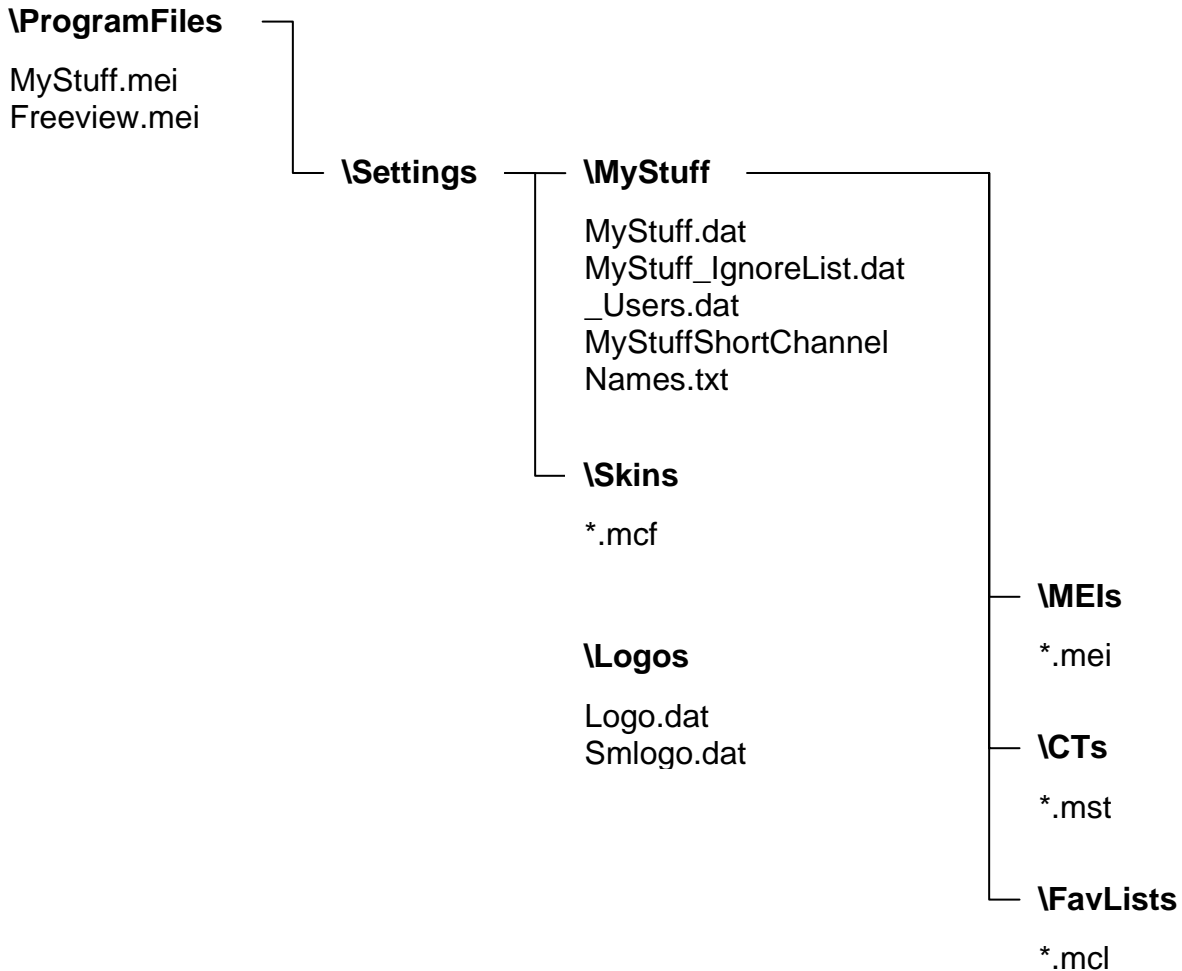 \ProgramFiles
MyStuff.mei
Freeview.mei
\Settings
\MyStuff
MyStuff.dat
MyStuff_IgnoreList.dat
_Users.dat
MyStuffShortChannel
Names.txt
\Skins
*.mcf
\Logos
Logo.dat
Smlogo.dat
\MEIs
*.mei
\CTs
*.mst
\FavLists
*.mcl